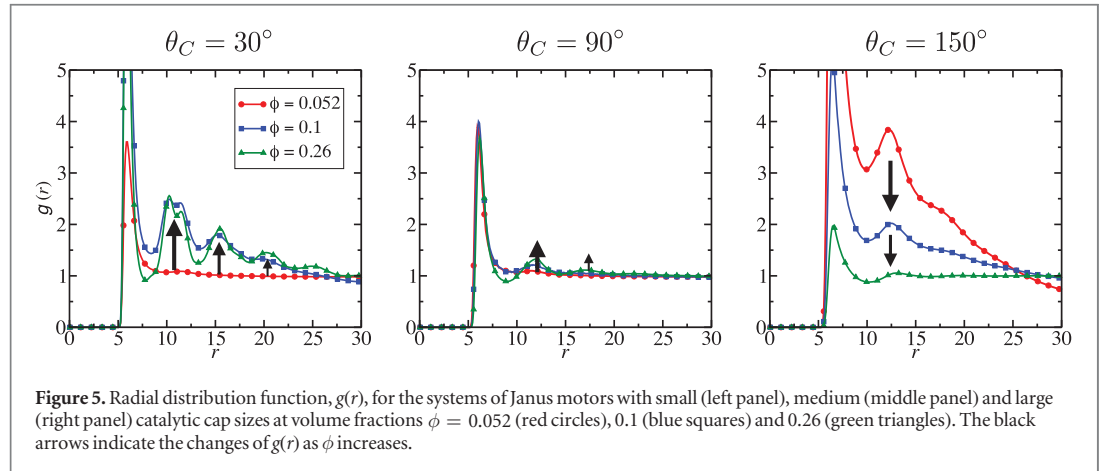 θ_C = 30°
θ_C = 90°
θ_C = 150°
5
4
3
2
1
0
g(r)
0 5 10 15 20 25 30
r
ϕ = 0.052
ϕ = 0.1
ϕ = 0.26
5
4
3
2
1
0
0 5 10 15 20 25 30
r
5
4
3
2
1
0
0 5 10 15 20 25 30
r
Figure 5. Radial distribution function, g(r), for the systems of Janus motors with small (left panel), medium (middle panel) and large
(right panel) catalytic cap sizes at volume fractions ϕ = 0.052 (red circles), 0.1 (blue squares) and 0.26 (green triangles). The black
arrows indicate the changes of g(r) as ϕ increases.